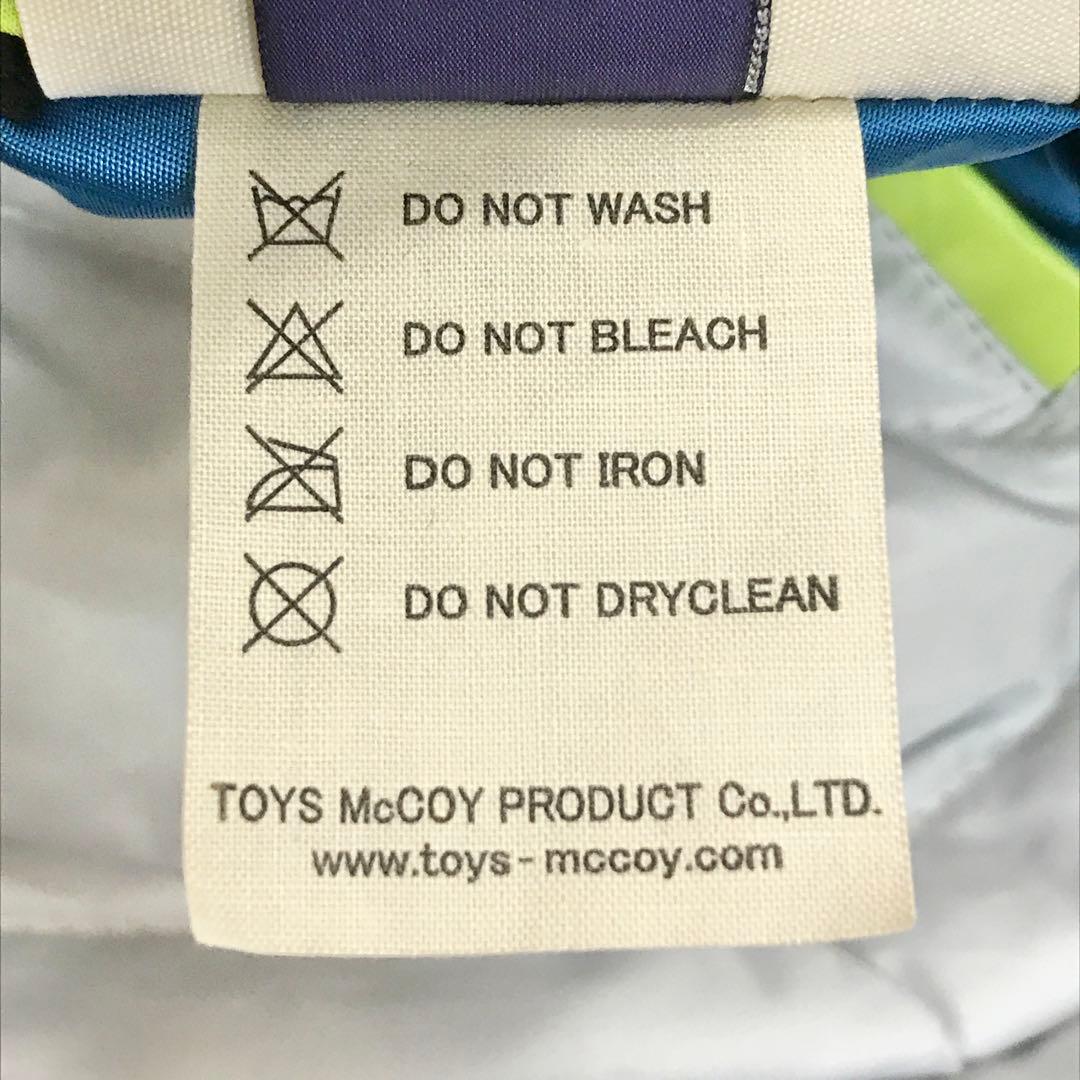 DO NOT WASH
DO NOT BLEACH
DO NOT IRON
DO NOT DRYCLEAN
TOYS McCOY PRODUCT Co.,LTD.
www.toys-mccoy.com